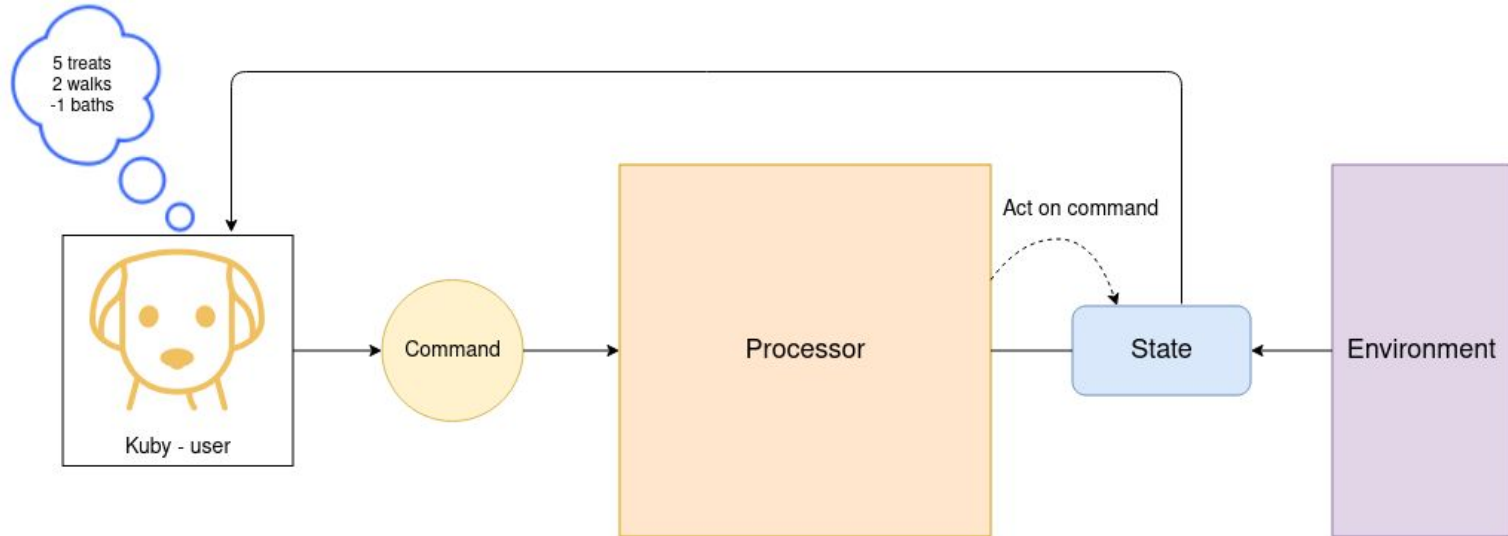 5 treats
2 walks
-1 baths
Act on command
Command
Processor
State
Environment
Kuby - user